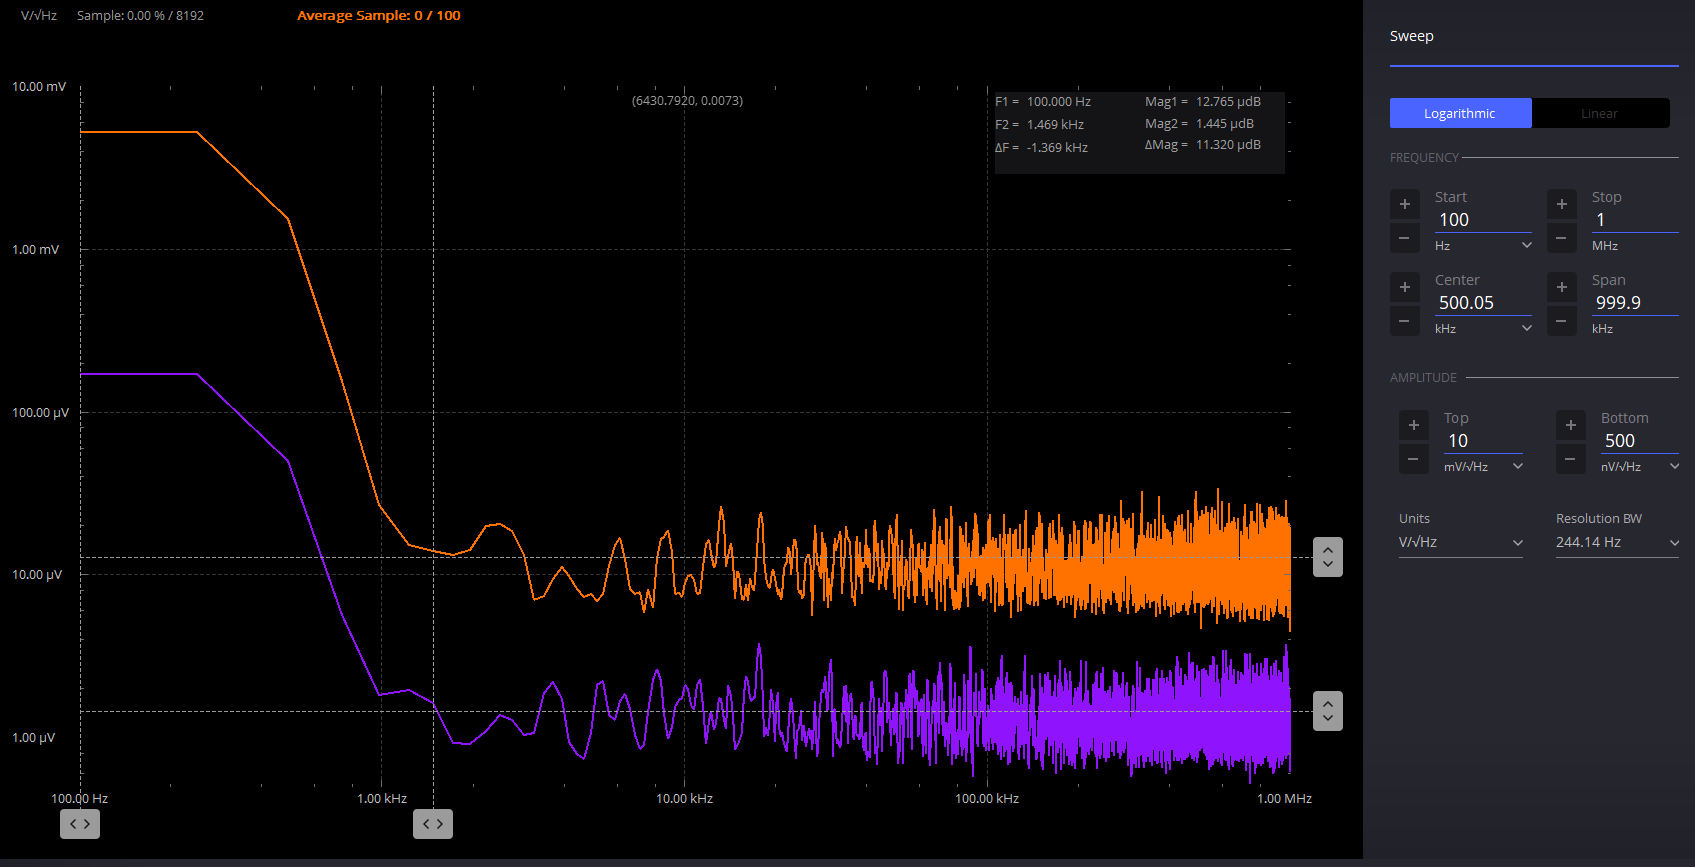 V/√Hz Sample: 0.00 % / 8192 Average Sample: 0 / 100
10.00 mV
1.00 mV
100.00 µV
10.00 µV
1.00 µV
(6430.7920, 0.0073)
F1 = 100.000 Hz Mag1 = 12.765 µdB
F2 = 1.469 kHz Mag2 = 1.445 µdB
ΔF = -1.369 kHz ΔMag = 11.320 µdB
100.00 Hz 1.00 kHz 10.00 kHz 100.00 kHz 1.00 MHz
Sweep
Logarithmic Linear
FREQUENCY
+ Start + Stop
100 1
− Hz − MHz
+ Center + Span
500.05 999.9
− kHz − kHz
AMPLITUDE
+ Top + Bottom
10 500
− mV/√Hz − nV/√Hz
Units Resolution BW
V/√Hz 244.14 Hz